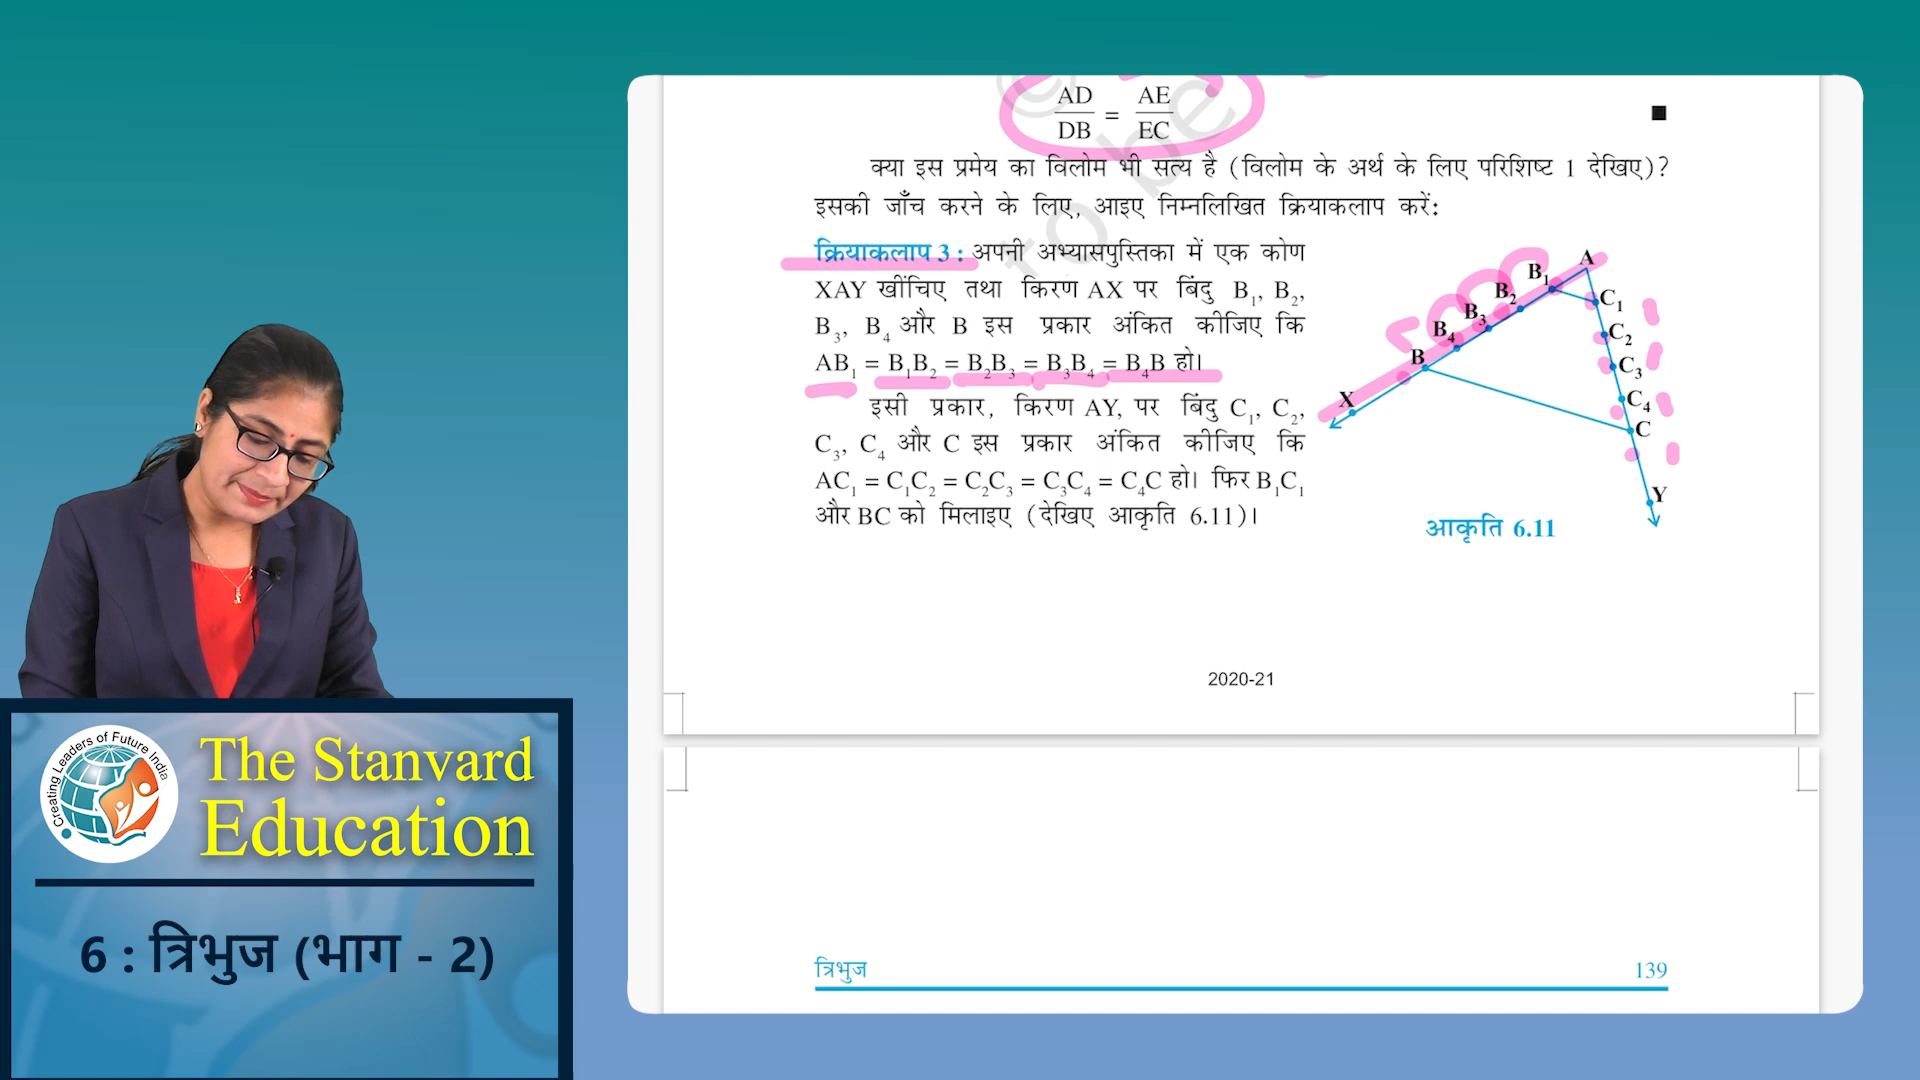 AD/DB = AE/EC
■
क्या इस प्रमेय का विलोम भी सत्य है (विलोम के अर्थ के लिए परिशिष्ट 1 देखिए)?
इसकी जाँच करने के लिए, आइए निम्नलिखित क्रियाकलाप करें:
क्रियाकलाप 3 : अपनी अभ्यासपुस्तिका में एक कोण
XAY खींचिए तथा किरण AX पर बिंदु B₁, B₂,
B₃, B₄ और B इस प्रकार अंकित कीजिए कि
AB₁ = B₁B₂ = B₂B₃ = B₃B₄ = B₄B हो।
इसी प्रकार, किरण AY, पर बिंदु C₁, C₂,
C₃, C₄ और C इस प्रकार अंकित कीजिए कि
AC₁ = C₁C₂ = C₂C₃ = C₃C₄ = C₄C हो। फिर B₁C₁
और BC को मिलाइए (देखिए आकृति 6.11)।
A
B₁
C₁
B₂
B₃
C₂
B₄
B
C₃
X
C₄
C
Y
आकृति 6.11
to be
2020-21
त्रिभुज 139
Creating Leaders of Future India
The Stanvard
Education
6 : त्रिभुज (भाग - 2)